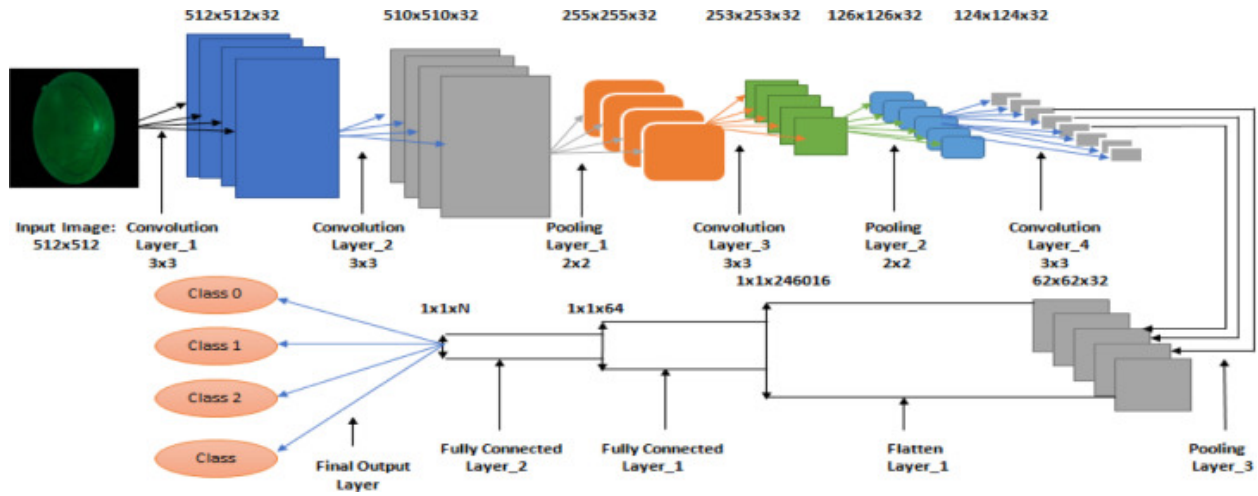 512x512x32
510x510x32
255x255x32
253x253x32
126x126x32
124x124x32
Input Image:
512x512
Convolution
Layer_1
3x3
Convolution
Layer_2
3x3
Pooling
Layer_1
2x2
Convolution
Layer_3
3x3
Pooling
Layer_2
2x2
Convolution
Layer_4
3x3
62x62x32
1x1x246016
1x1x64
1x1xN
Class 0
Class 1
Class 2
Class
Final Output
Layer
Fully Connected
Layer_2
Fully Connected
Layer_1
Flatten
Layer_1
Pooling
Layer_3